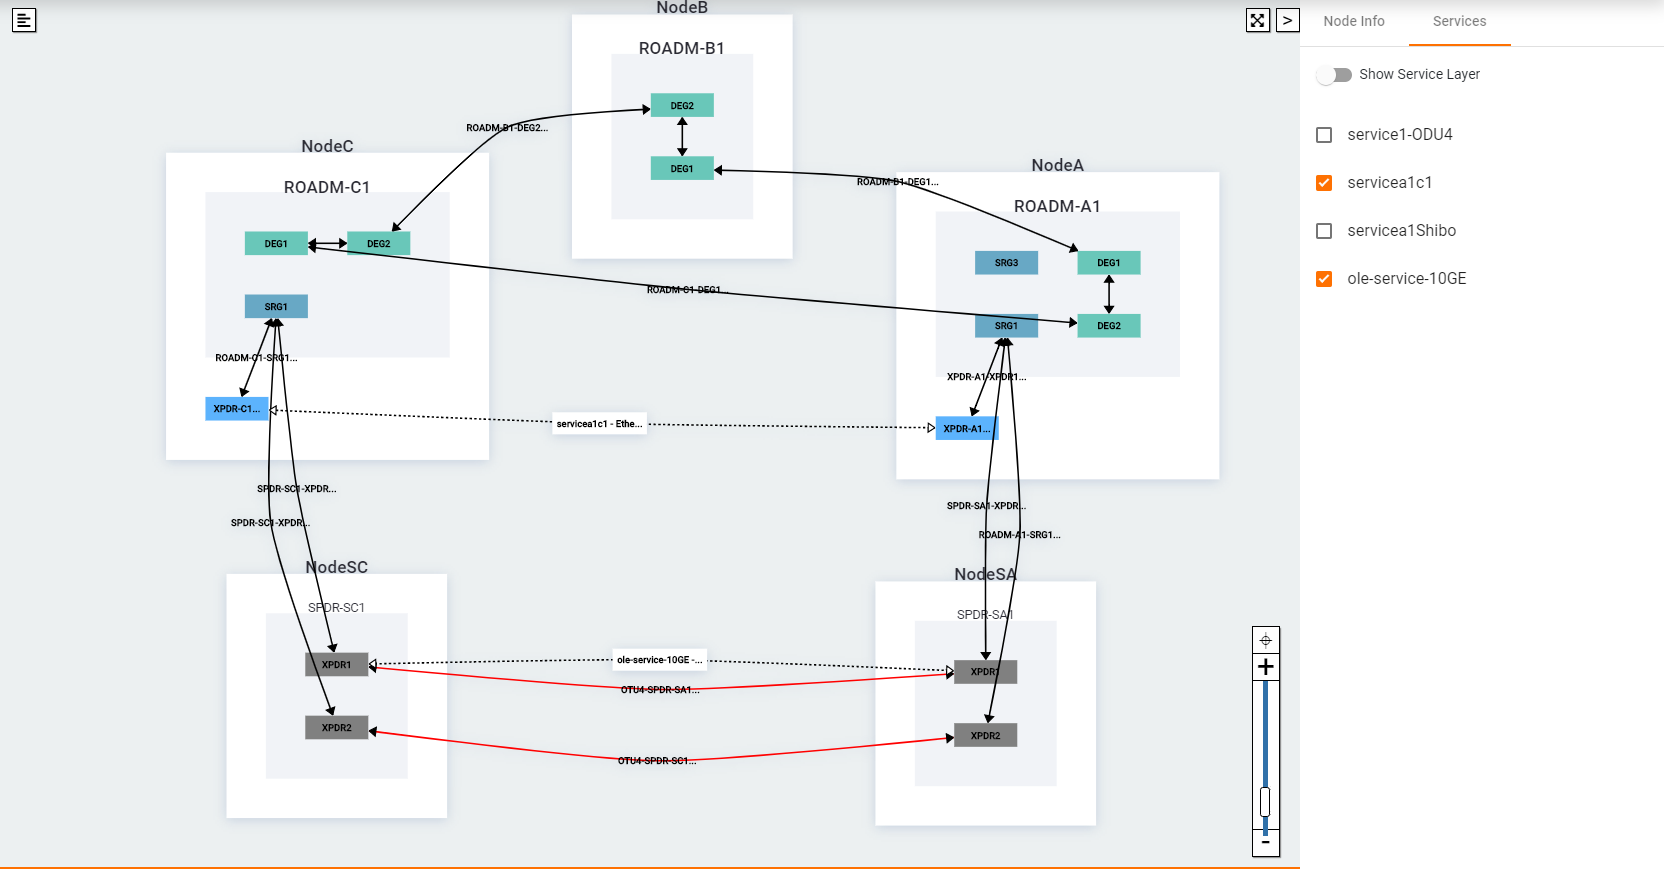 NodeB
>
Node Info
Services
ROADM-B1
Show Service Layer
DEG2
ROADM-B1-DEG2...
service1-ODU4
NodeC
NodeA
DEG1
ROADM-B1-DEG1...
servicea1c1
ROADM-C1
ROADM-A1
servicea1Shibo
DEG1
DEG2
SRG3
DEG1
ole-service-10GE
ROADM-C1-DEG1...
SRG1
SRG1
DEG2
ROADM-C1-SRG1...
XPDR-A1-XPDR1...
XPDR-C1...
servicea1c1 - Ethe...
XPDR-A1...
SPDR-SC1-XPDR...
SPDR-SA1-XPDR...
SPDR-SC1-XPDR...
ROADM-A1-SRG1...
NodeSC
NodeSA
SPDR-SC1
SPDR-SA1
XPDR1
ole-service-10GE -...
XPDR1
OTU4-SPDR-SA1...
XPDR2
XPDR2
OTU4-SPDR-SC1...
+
-